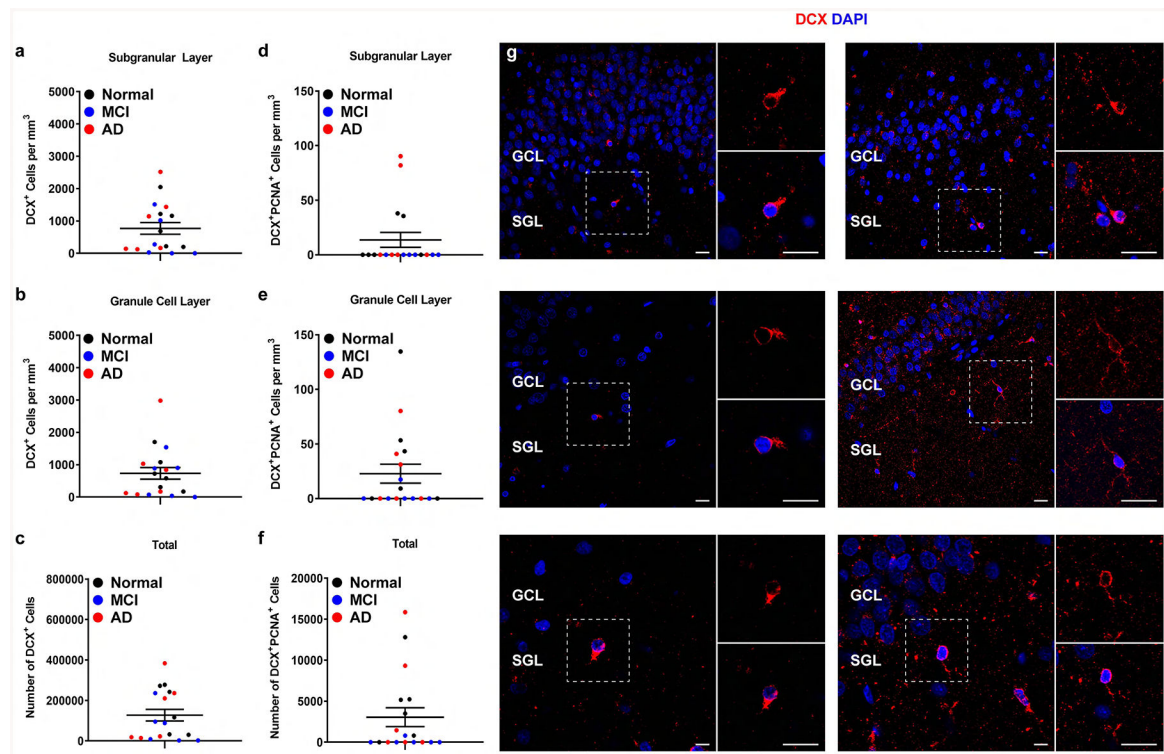 DCX DAPI
a
Subgranular Layer
Normal
MCI
AD
DCX+ Cells per mm3
5000
4000
3000
2000
1000
0
d
Subgranular Layer
Normal
MCI
AD
DCX+PCNA+ Cells per mm3
150
100
50
0
g
GCL
SGL
GCL
SGL
b
Granule Cell Layer
Normal
MCI
AD
DCX+ Cells per mm3
5000
4000
3000
2000
1000
0
e
Granule Cell Layer
Normal
MCI
AD
DCX+PCNA+ Cells per mm3
150
100
50
0
GCL
SGL
GCL
SGL
c
Total
Normal
MCI
AD
Number of DCX+ Cells
800000
600000
400000
200000
0
f
Total
Normal
MCI
AD
Number of DCX+PCNA+ Cells
20000
15000
10000
5000
0
GCL
SGL
GCL
SGL